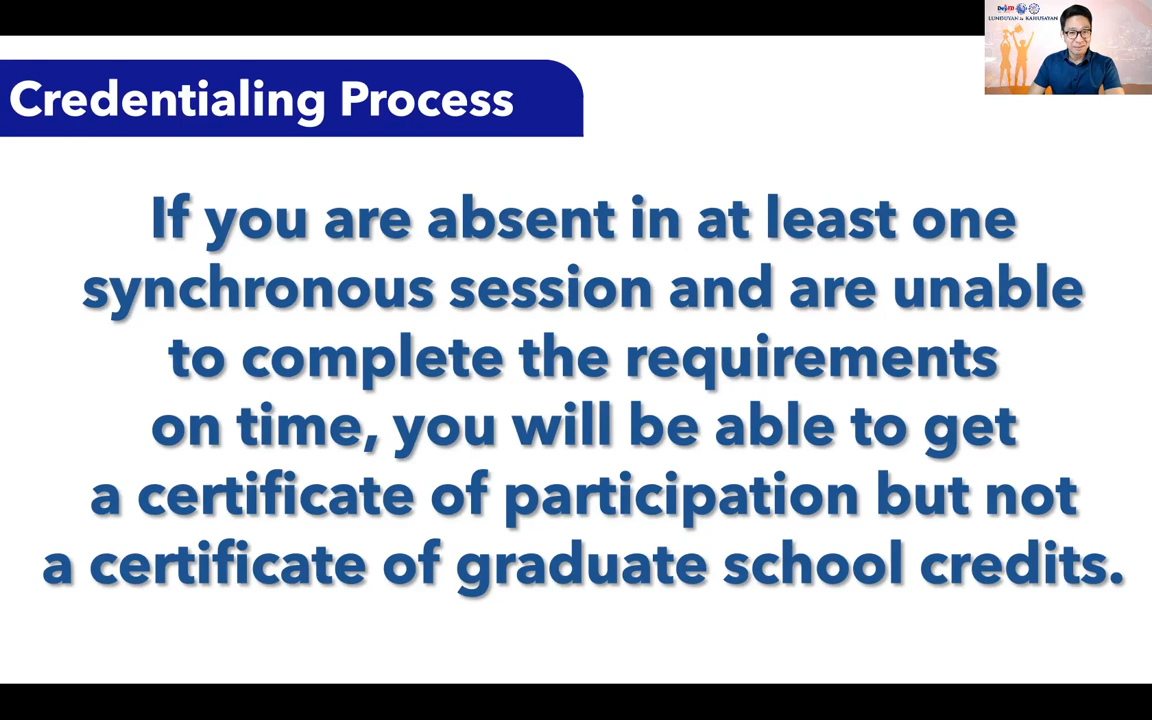 Credentialing Process
DepED
LUNDUYAN ng KAHUSAYAN
If you are absent in at least one
synchronous session and are unable
to complete the requirements
on time, you will be able to get
a certificate of participation but not
a certificate of graduate school credits.